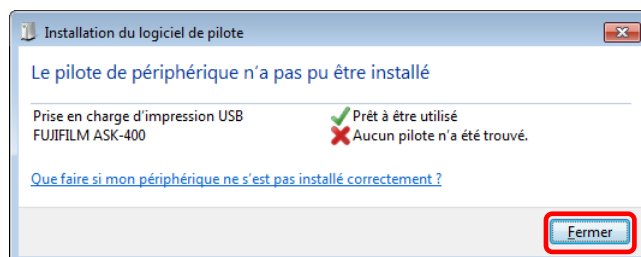 Installation du logiciel de pilote
Le pilote de périphérique n'a pas pu être installé
Prise en charge d'impression USB Prêt à être utilisé
FUJIFILM ASK-400 Aucun pilote n'a été trouvé.
Que faire si mon périphérique ne s'est pas installé correctement ?
Fermer